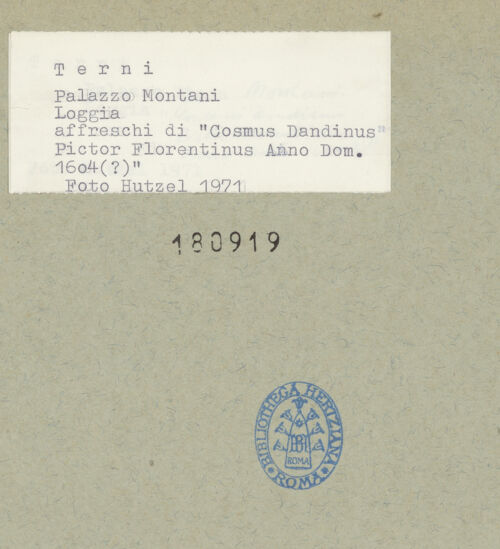 T e r n i
Palazzo Montani
Loggia
affreschi di "Cosmus Dandinus"
Pictor Florentinus Anno Dom.
16o4(?)"
Foto Hutzel 1971
180919
BIBLIOTHECA HERTZIANA
ROMA
ROMA